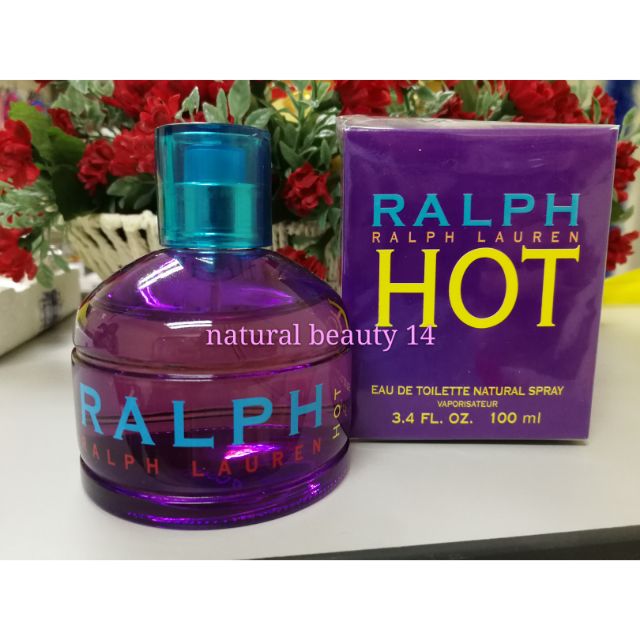 RALPH
RALPH LAUREN
HOT
EAU DE TOILETTE NATURAL SPRAY
VAPORISATEUR
3.4 FL. OZ. 100 ml
natural beauty 14
RALPH
RALPH LAUREN
HOT